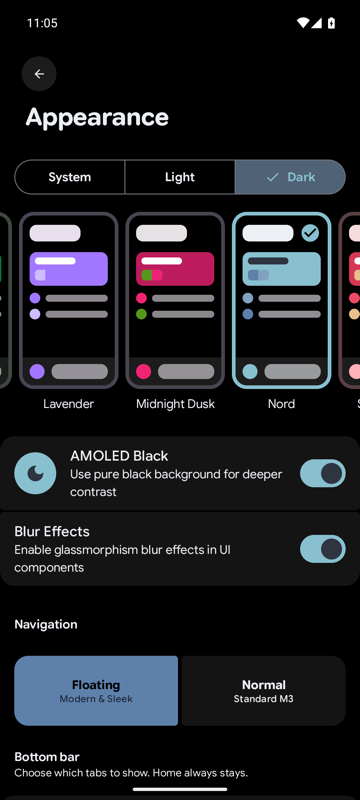 11:05
Appearance
System
Light
Dark
Lavender
Midnight Dusk
Nord
AMOLED Black
Use pure black background for deeper
contrast
Blur Effects
Enable glassmorphism blur effects in UI
components
Navigation
Floating
Modern & Sleek
Normal
Standard M3
Bottom bar
Choose which tabs to show. Home always stays.